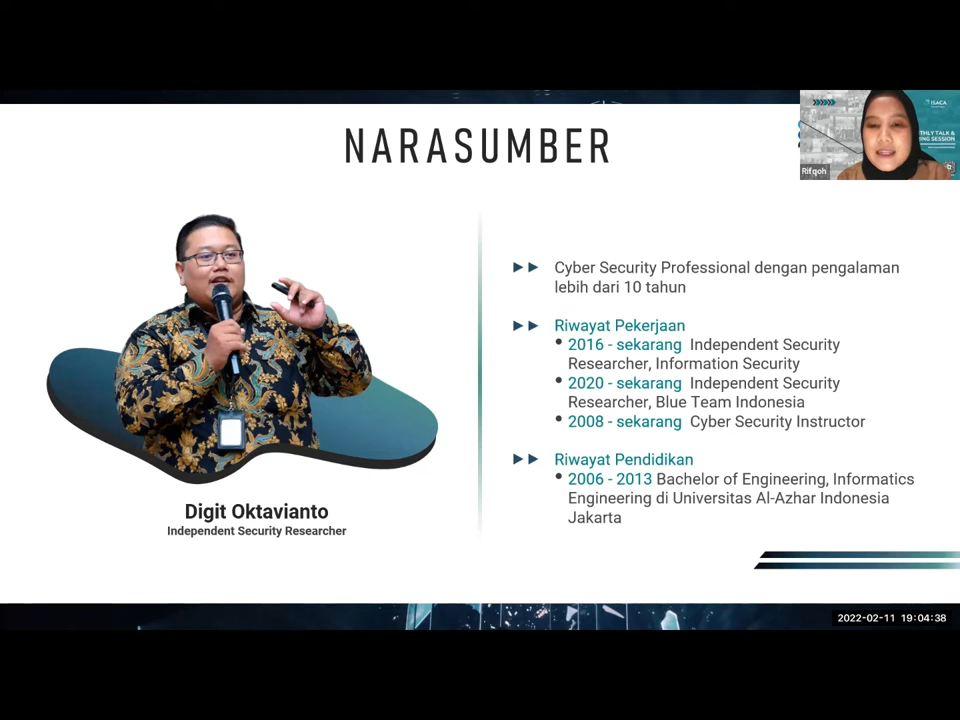 NARASUMBER
ISACA
Rifqoh
Cyber Security Professional dengan pengalaman
lebih dari 10 tahun
Riwayat Pekerjaan
2016 - sekarang Independent Security
Researcher, Information Security
2020 - sekarang Independent Security
Researcher, Blue Team Indonesia
2008 - sekarang Cyber Security Instructor
Riwayat Pendidikan
2006 - 2013 Bachelor of Engineering, Informatics
Engineering di Universitas Al-Azhar Indonesia
Jakarta
Digit Oktavianto
Independent Security Researcher
2022-02-11 19:04:38